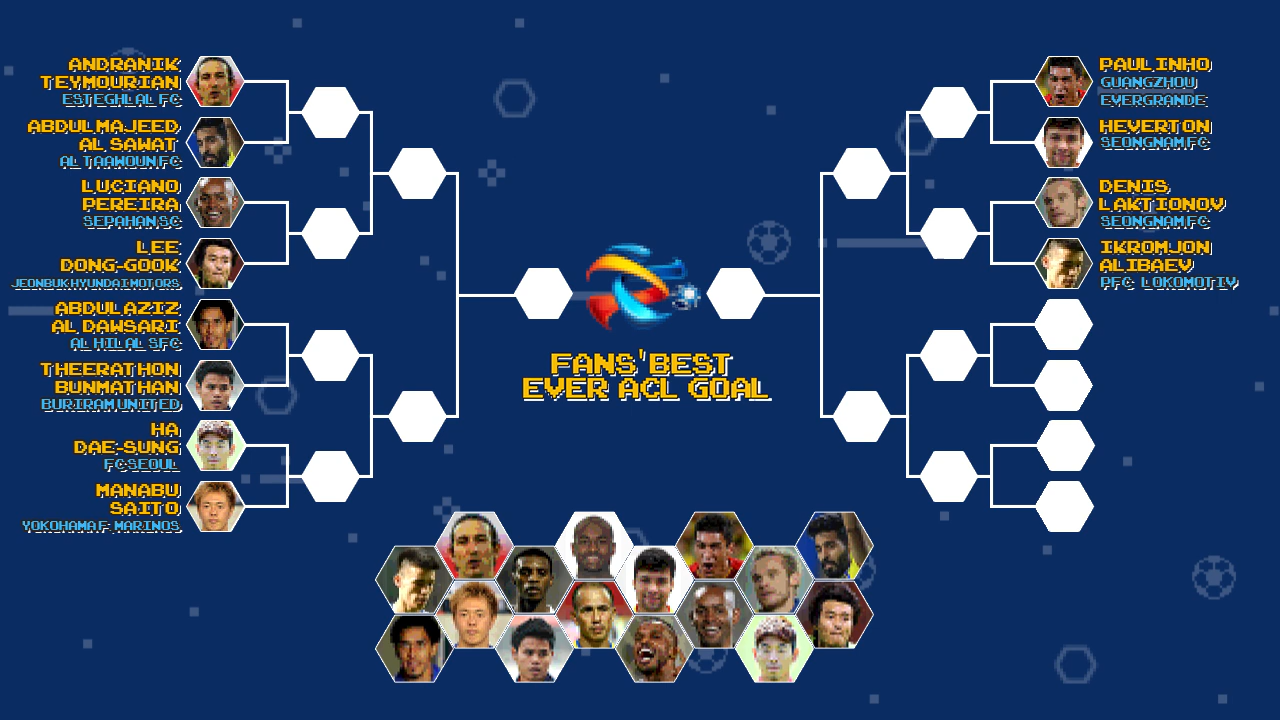 ANDRANIK
TEYMOURIAN
ESTEGHLAL FC
ABDULMAJEED
AL SAWAT
AL TAAWOUN FC
LUCIANO
PEREIRA
SEPAHAN SC
LEE
DONG-GOOK
JEONBUK HYUNDAI MOTORS
ABDULAZIZ
AL DAWSARI
AL HILAL SFC
THEERATHON
BUNMATHAN
BURIRAM UNITED
HA
DAE-SUNG
FC SEOUL
MANABU
SAITO
YOKOHAMA F. MARINOS
FANS'BEST
EVER ACL GOAL
PAULINHO
GUANGZHOU
EVERGRANDE
HEVERTON
SEONGNAM FC
DENIS
LAKTIONOV
SEONGNAM FC
IKROMJON
ALIBAEV
PFC LOKOMOTIV